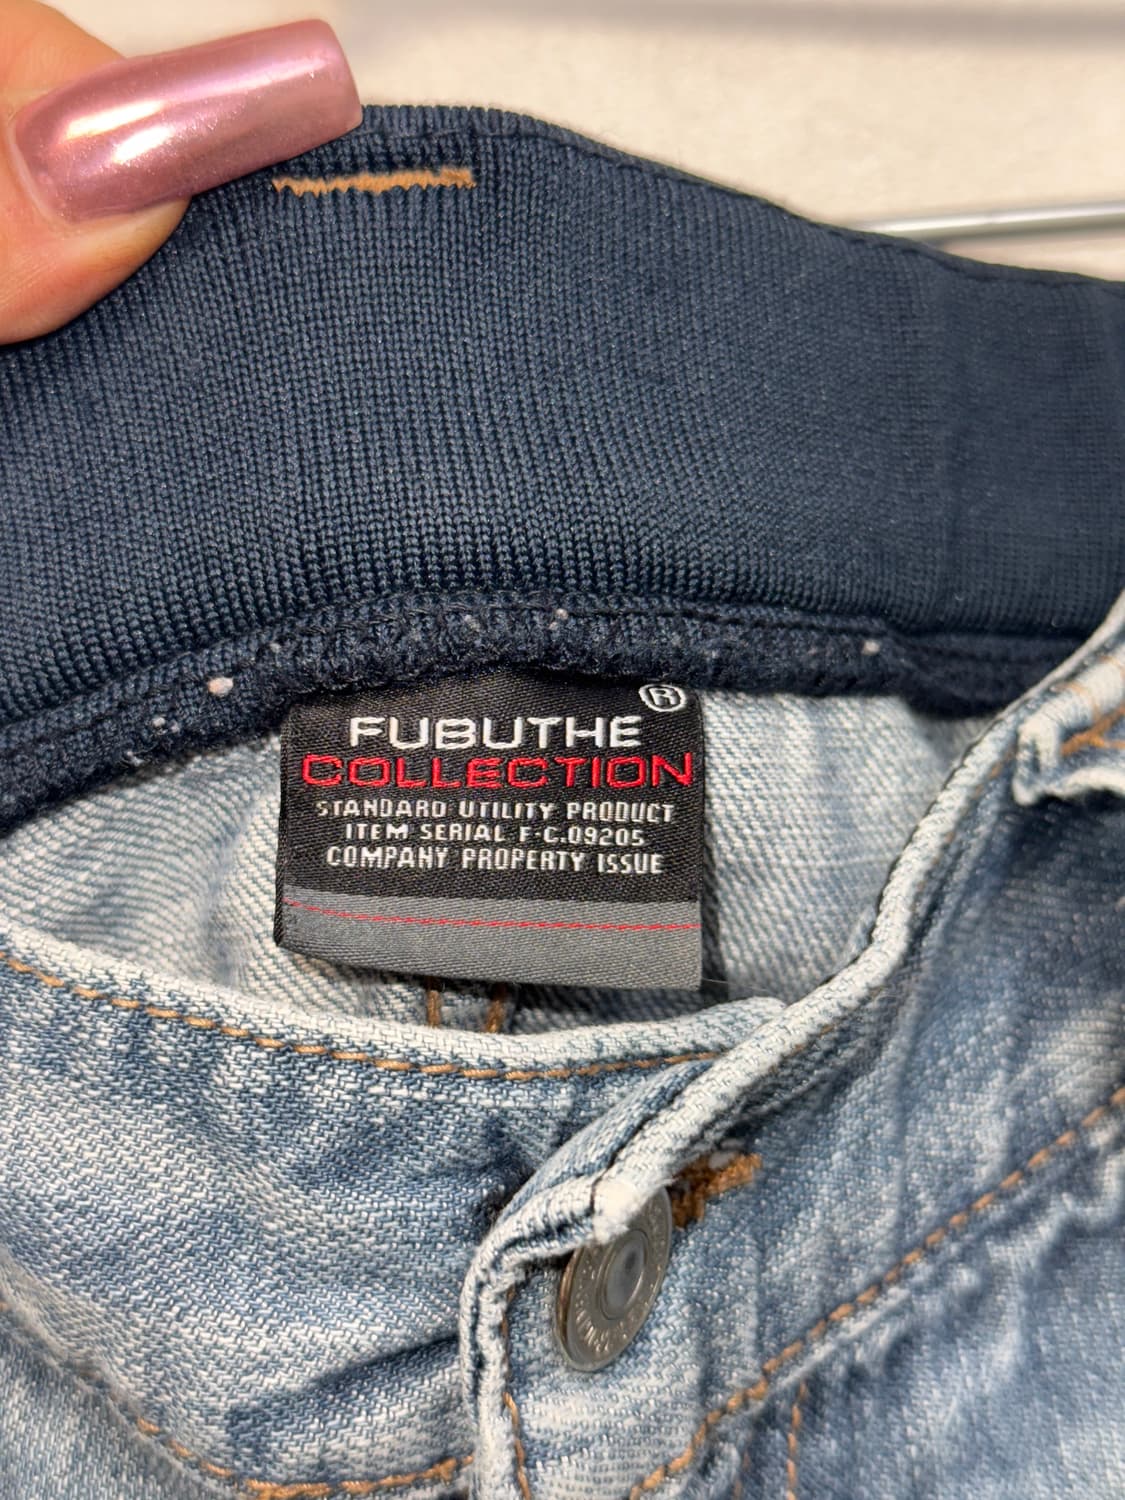 ®
FUBUTHE
COLLECTION
STANDARD UTILITY PRODUCT
ITEM SERIAL F-C.09205
COMPANY PROPERTY ISSUE